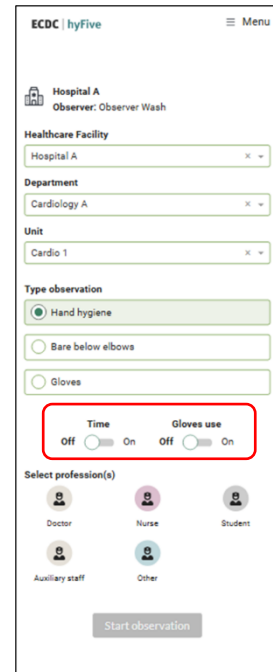 ECDC | hyFive ≡ Menu
Hospital A
Observer: Observer Wash
Healthcare Facility
Hospital A
Department
Cardiology A
Unit
Cardio 1
Type observation
Hand hygiene
Bare below elbows
Gloves
Time Gloves use
Off On Off On
Select profession(s)
Doctor Nurse Student
Auxiliary staff Other
Start observation